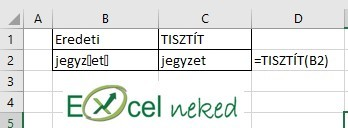 A B C D
1 Eredeti TISZTÍT
2 jegyz▯et▯ jegyzet =TISZTÍT(B2)
3
4
5
Excel neked